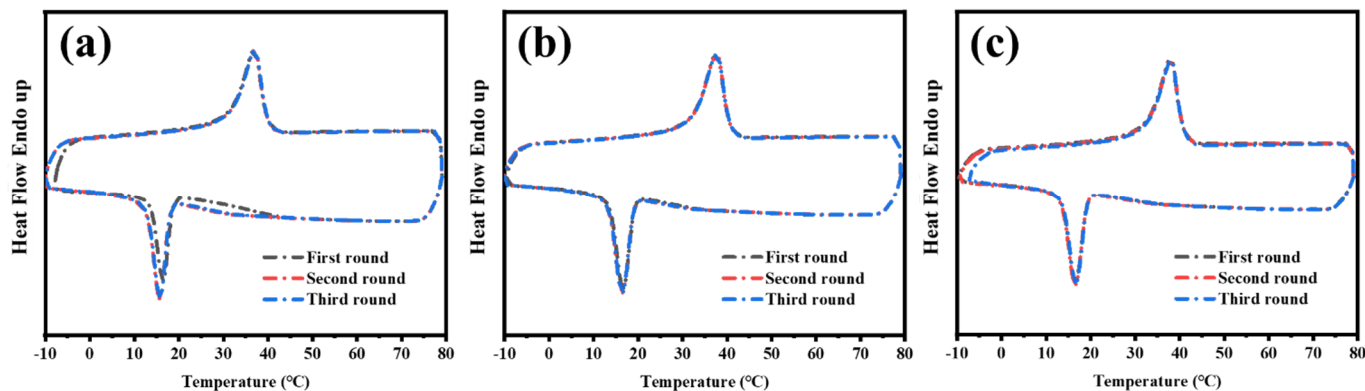 (a)
Heat Flow Endo up
First round
Second round
Third round
-10 0 10 20 30 40 50 60 70 80
Temperature (℃)
(b)
Heat Flow Endo up
First round
Second round
Third round
-10 0 10 20 30 40 50 60 70 80
Temperature (℃)
(c)
Heat Flow Endo up
First round
Second round
Third round
-10 0 10 20 30 40 50 60 70 80
Temperature (℃)